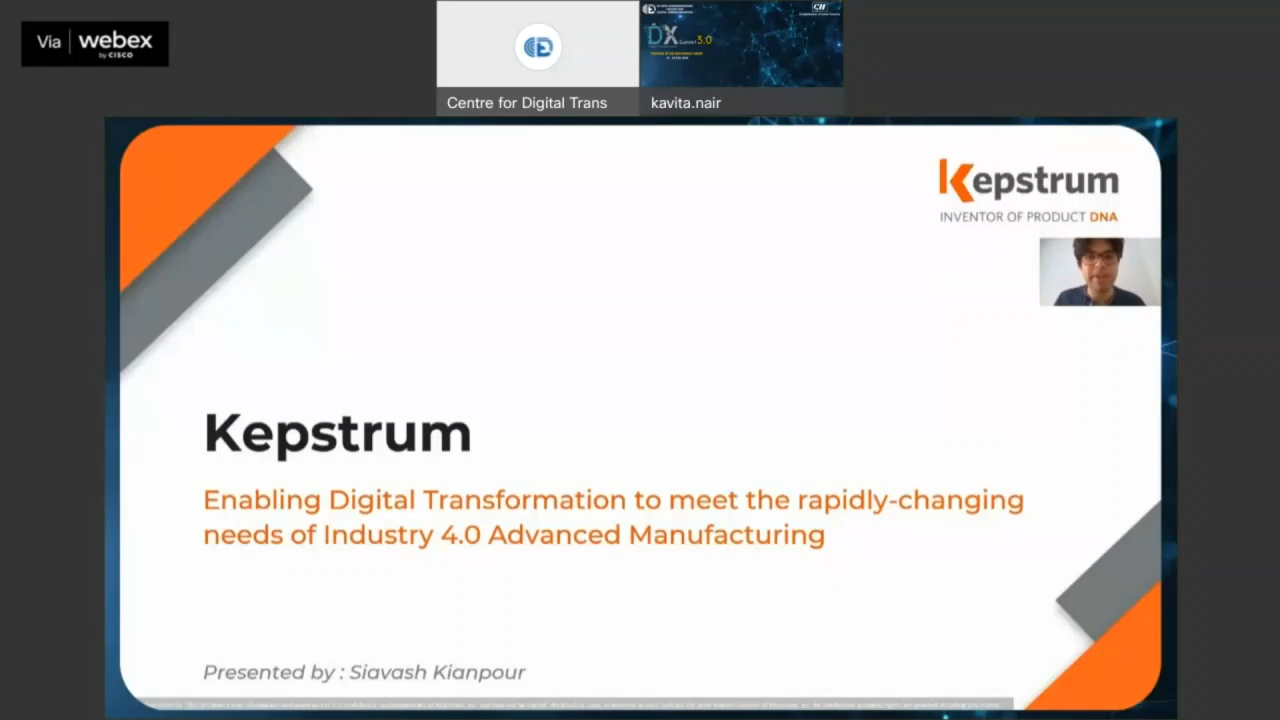 Via webex
by CISCO
DX Summit 3.0
CII
Centre for Digital Trans
kavita.nair
kepstrum
INVENTOR OF PRODUCT DNA
Kepstrum
Enabling Digital Transformation to meet the rapidly-changing
needs of Industry 4.0 Advanced Manufacturing
Presented by : Siavash Kianpour